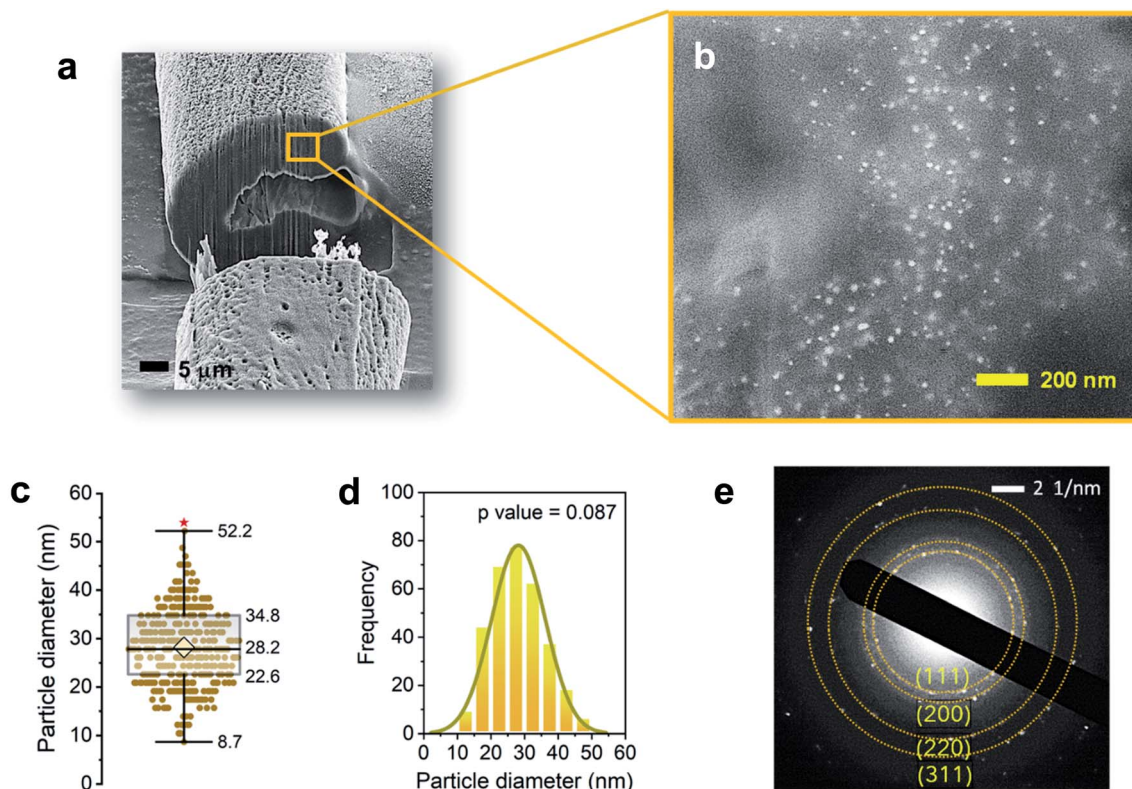 a
5 μm
b
200 nm
c
Particle diameter (nm)
60
50
40
30
20
10
0
52.2
34.8
28.2
22.6
8.7
d
Frequency
100
80
60
40
20
0
p value = 0.087
0 10 20 30 40 50 60
Particle diameter (nm)
e
2 1/nm
(111)
(200)
(220)
(311)